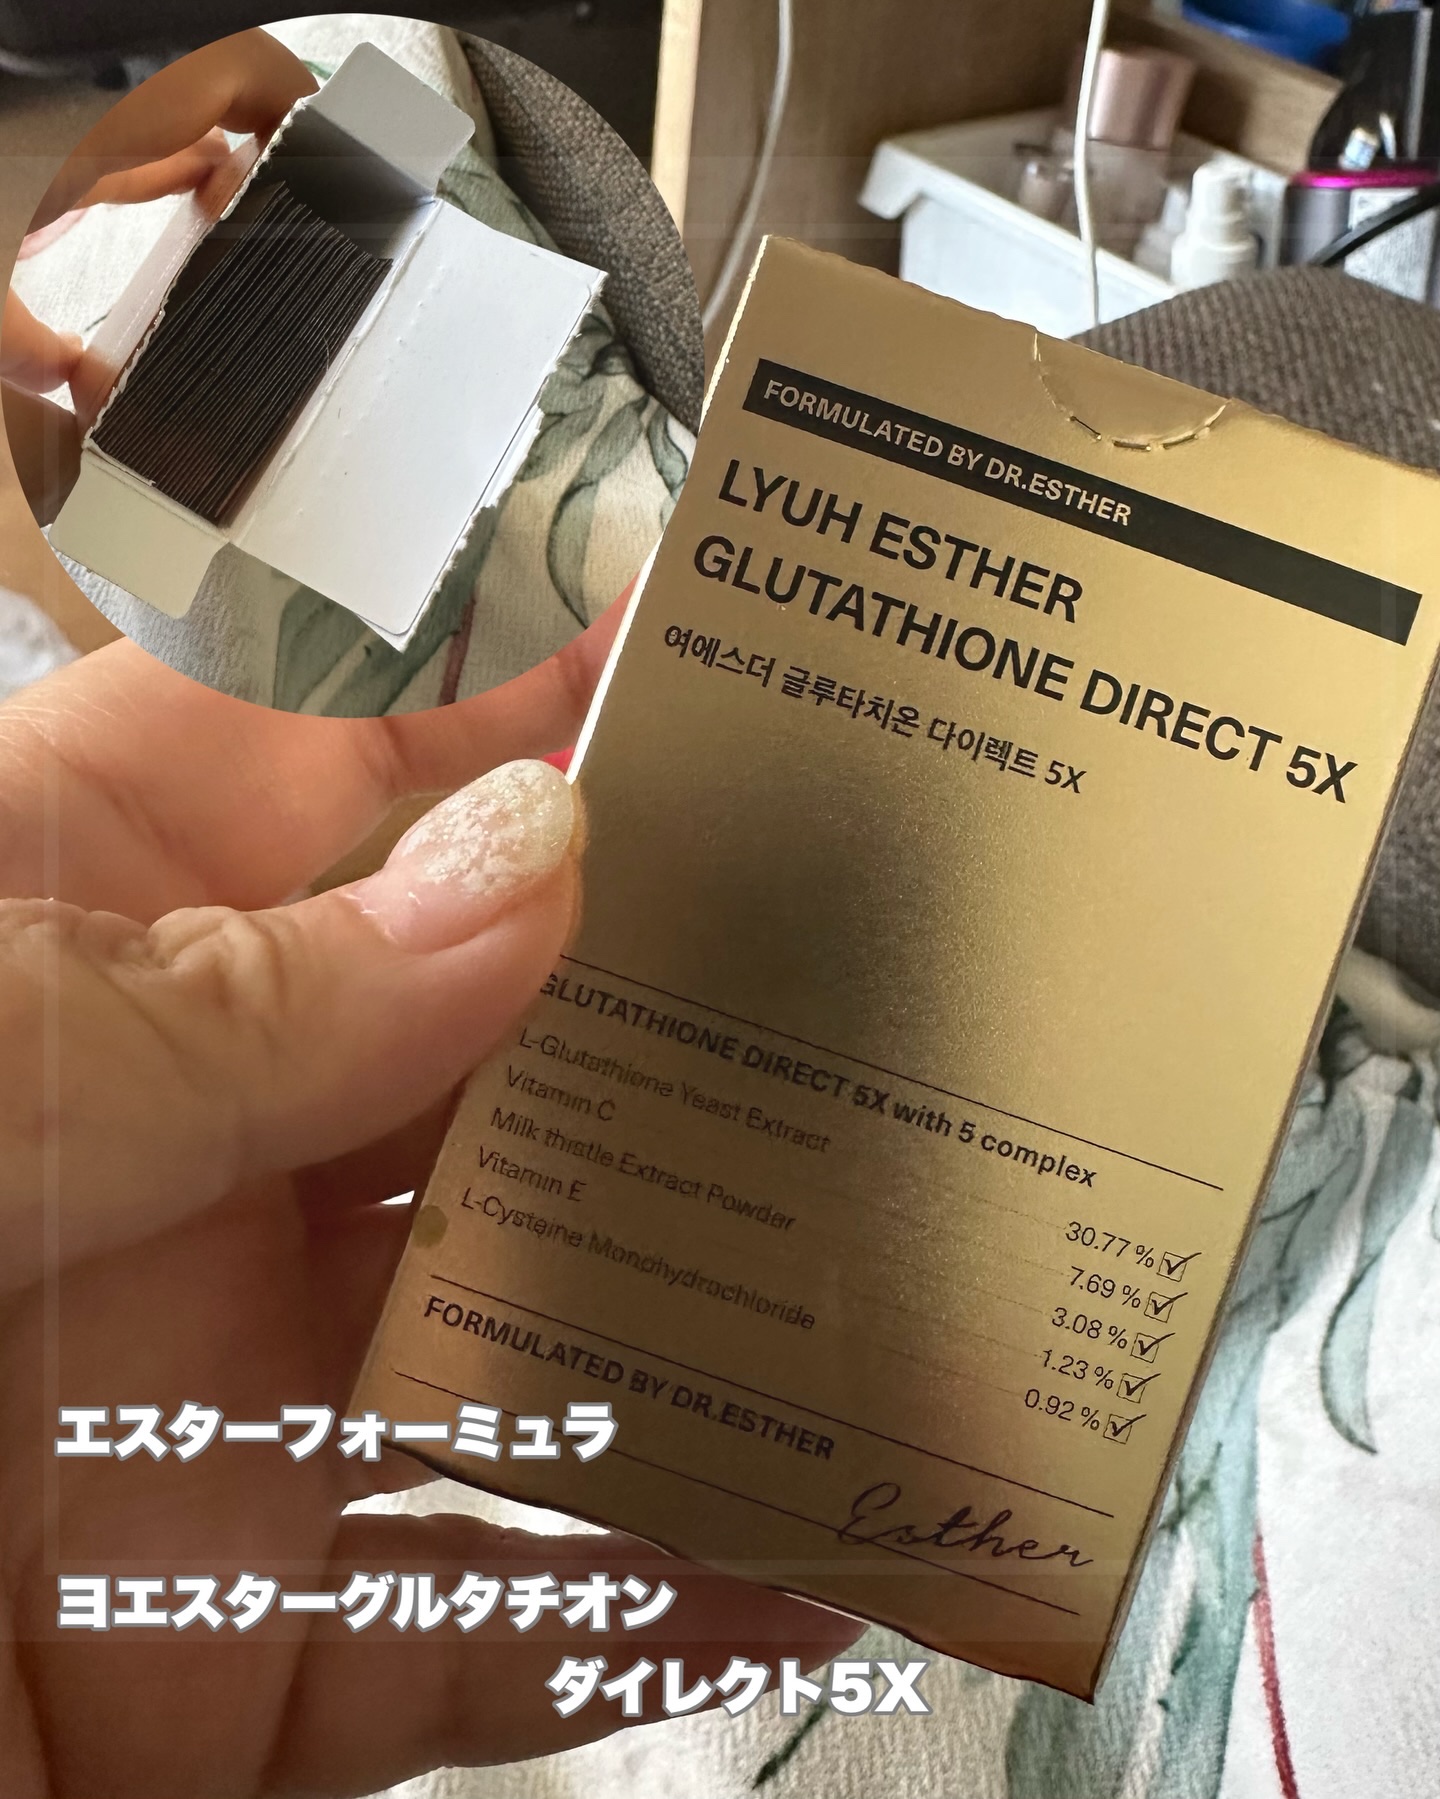 FORMULATED BY DR.ESTHER
LYUH ESTHER
GLUTATHIONE DIRECT 5X
여에스더 글루타치온 다이렉트 5X
GLUTATHIONE DIRECT 5X with 5 complex
L-Glutathione Yeast Extract 30.77 %
Vitamin C 7.69 %
Milk thistle Extract Powder 3.08 %
Vitamin E 1.23 %
L-Cysteine Monohydrochloride 0.92 %
FORMULATED BY DR.ESTHER
Esther
エスターフォーミュラ
ヨエスターグルタチオン
ダイレクト5X